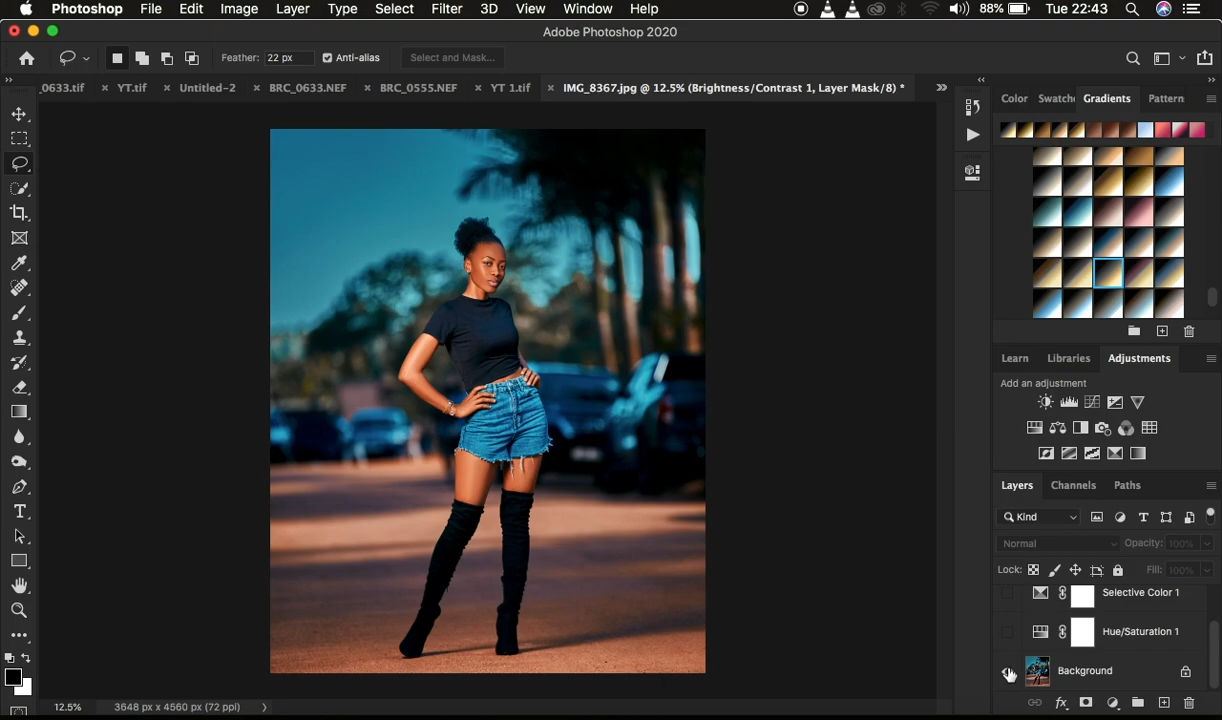 Photoshop File Edit Image Layer Type Select Filter 3D View Window Help 88% Tue 22:43
Adobe Photoshop 2020
Feather: 22 px Anti-alias Select and Mask...
_0633.tif × YT.tif × Untitled-2 × BRC_0633.NEF × BRC_0555.NEF × YT 1.tif × IMG_8367.jpg @ 12.5% (Brightness/Contrast 1, Layer Mask/8) *
Color Swatche Gradients Pattern
Learn Libraries Adjustments
Add an adjustment
Layers Channels Paths
Kind
Normal Opacity: 100%
Lock: Fill: 100%
Selective Color 1
Hue/Saturation 1
Background
12.5% 3648 px x 4560 px (72 ppi)